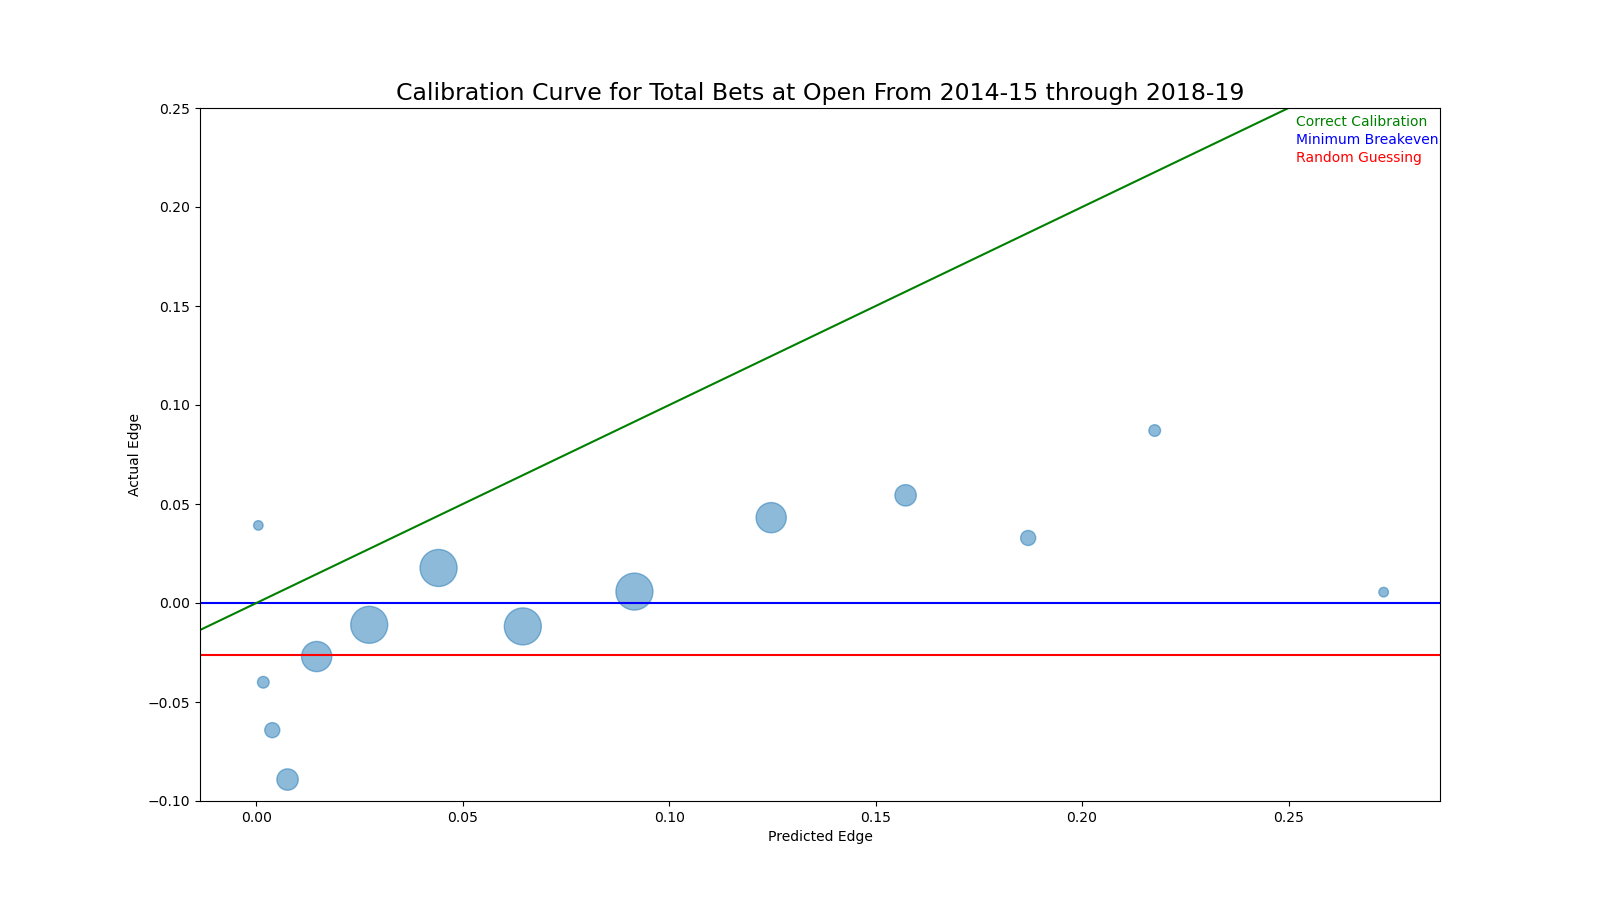 Calibration Curve for Total Bets at Open From 2014-15 through 2018-19
Correct Calibration
Minimum Breakeven
Random Guessing
0.25
0.20
0.15
0.10
0.05
0.00
−0.05
−0.10
Actual Edge
0.00 0.05 0.10 0.15 0.20 0.25
Predicted Edge